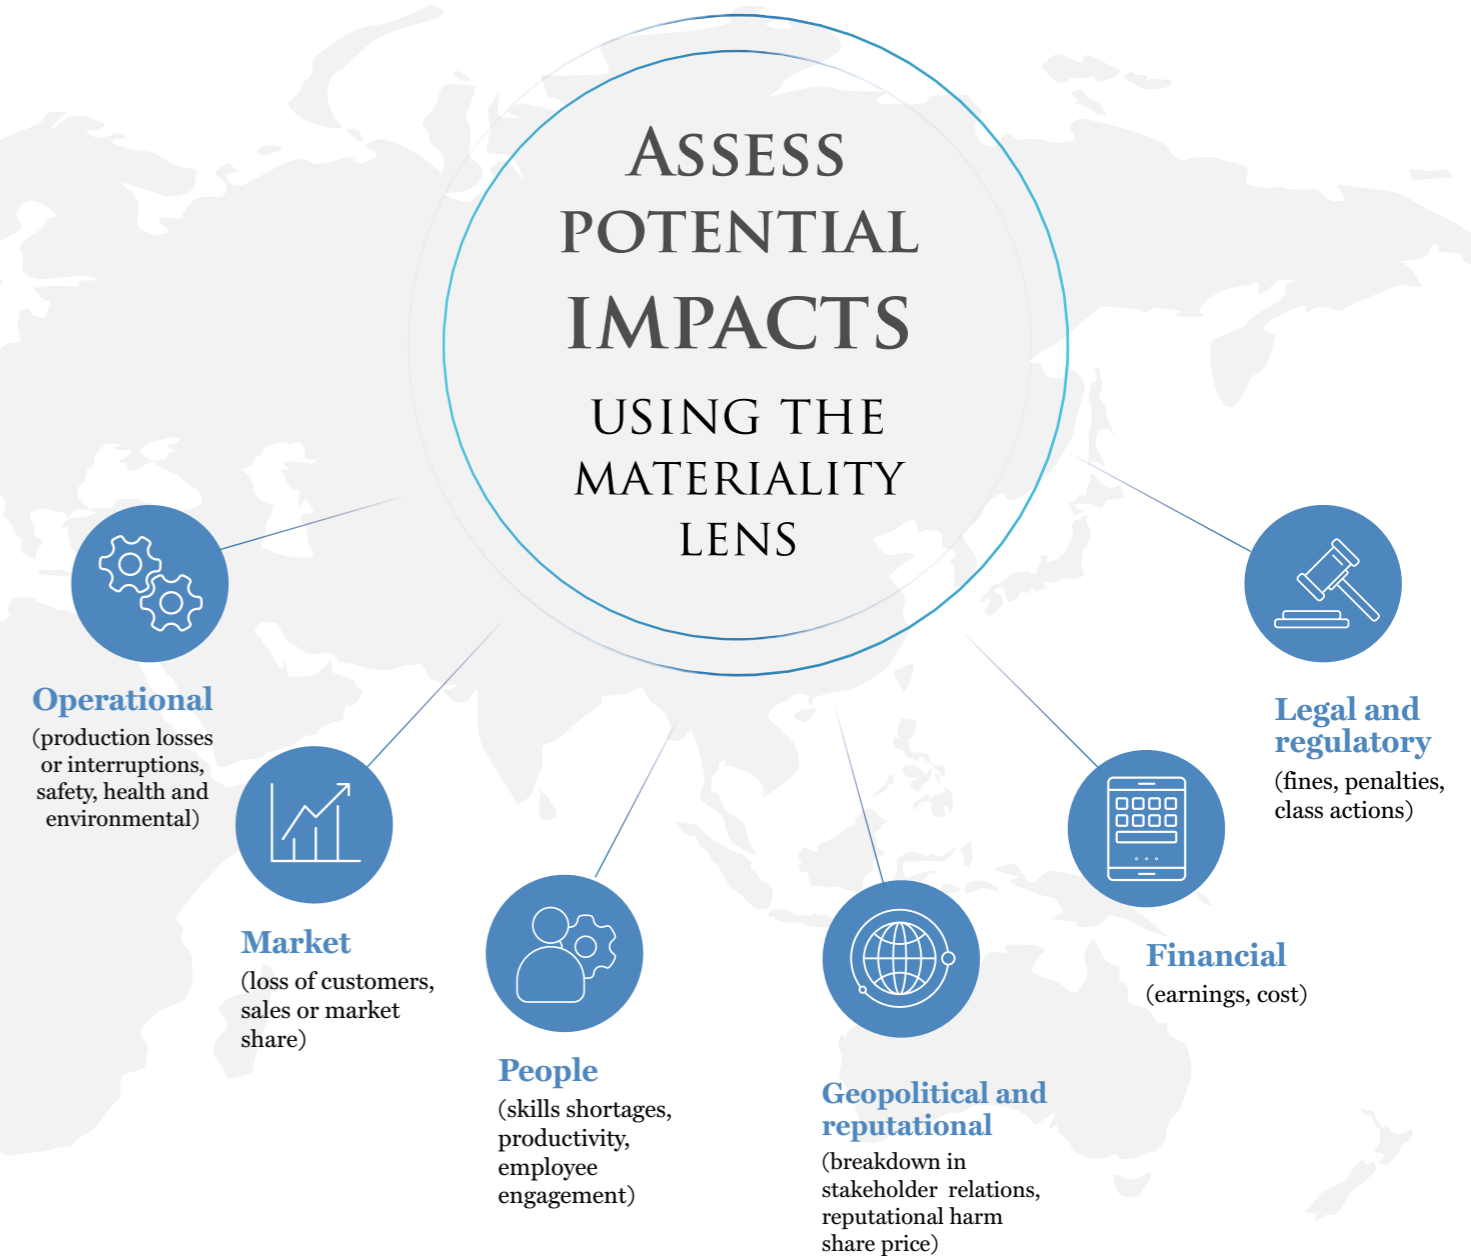 ASSESS
POTENTIAL
IMPACTS
USING THE
MATERIALITY
LENS
Operational
(production losses
or interruptions,
safety, health and
environmental)
Market
(loss of customers,
sales or market
share)
People
(skills shortages,
productivity,
employee
engagement)
Geopolitical and
reputational
(breakdown in
stakeholder relations,
reputational harm
share price)
Financial
(earnings, cost)
Legal and
regulatory
(fines, penalties,
class actions)